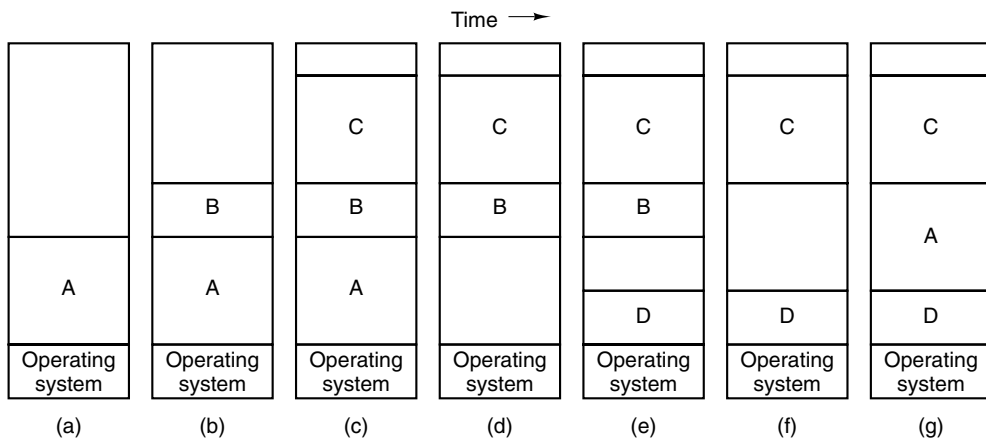 Time
C C C C C
B B B B
A
A A A
D D D
Operating system Operating system Operating system Operating system Operating system Operating system Operating system
(a) (b) (c) (d) (e) (f) (g)